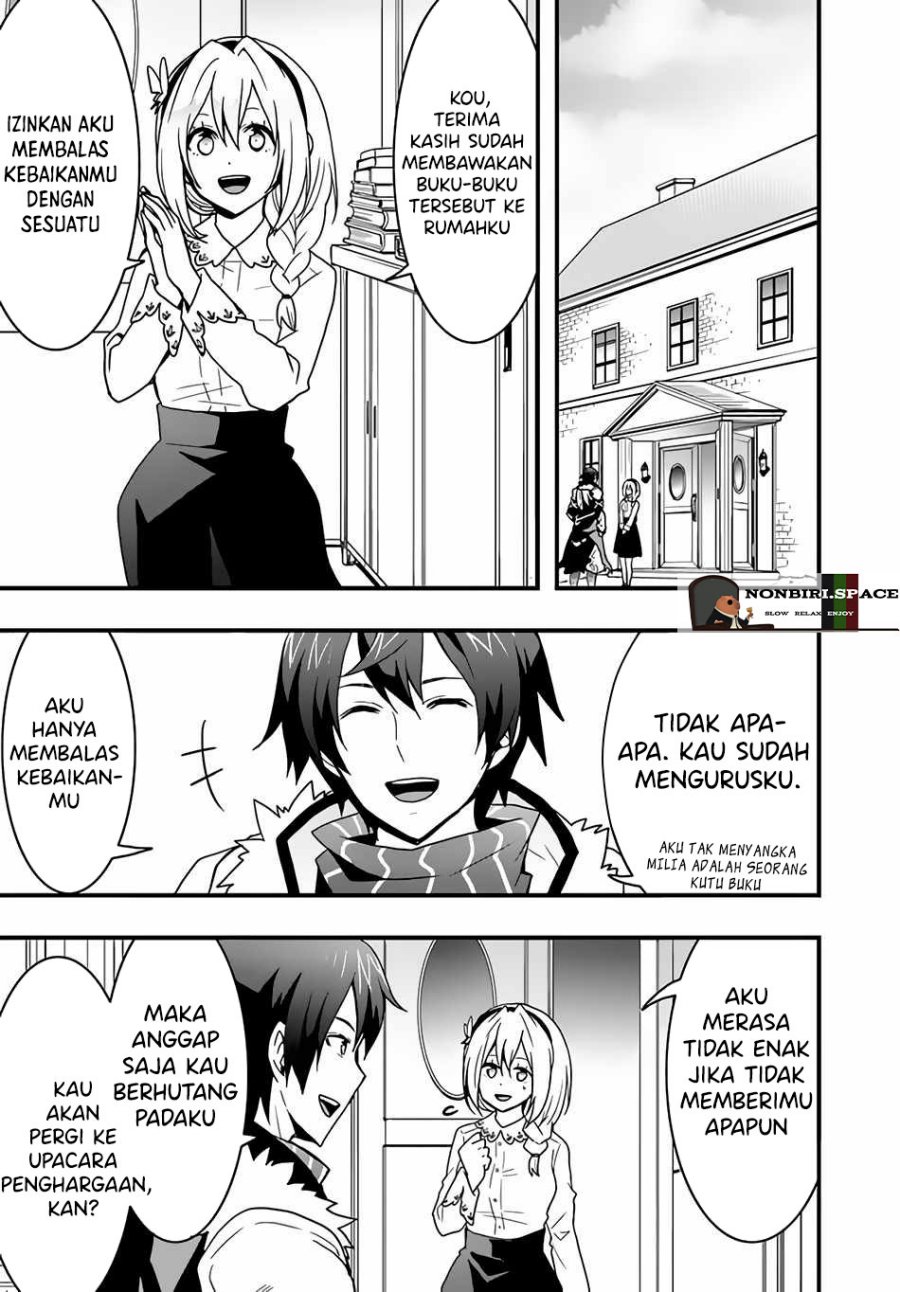 KOU,
TERIMA
KASIH SUDAH
MEMBAWAKAN
BUKU-BUKU
TERSEBUT KE
RUMAHKU
IZINKAN AKU
MEMBALAS
KEBAIKANMU
DENGAN
SESUATU
NONBIRI.SPACE
SLOW RELAX ENJOY
TIDAK APA-
APA. KAU SUDAH
MENGURUSKU.
AKU TAK MENYANGKA
MILIA ADALAH SEORANG
KUTU BUKU
AKU
HANYA
MEMBALAS
KEBAIKAN-
MU
AKU
MERASA
TIDAK ENAK
JIKA TIDAK
MEMBERIMU
APAPUN
MAKA
ANGGAP
SAJA KAU
BERHUTANG
PADAKU
KAU
AKAN
PERGI KE
UPACARA
PENGHARGAAN,
KAN?